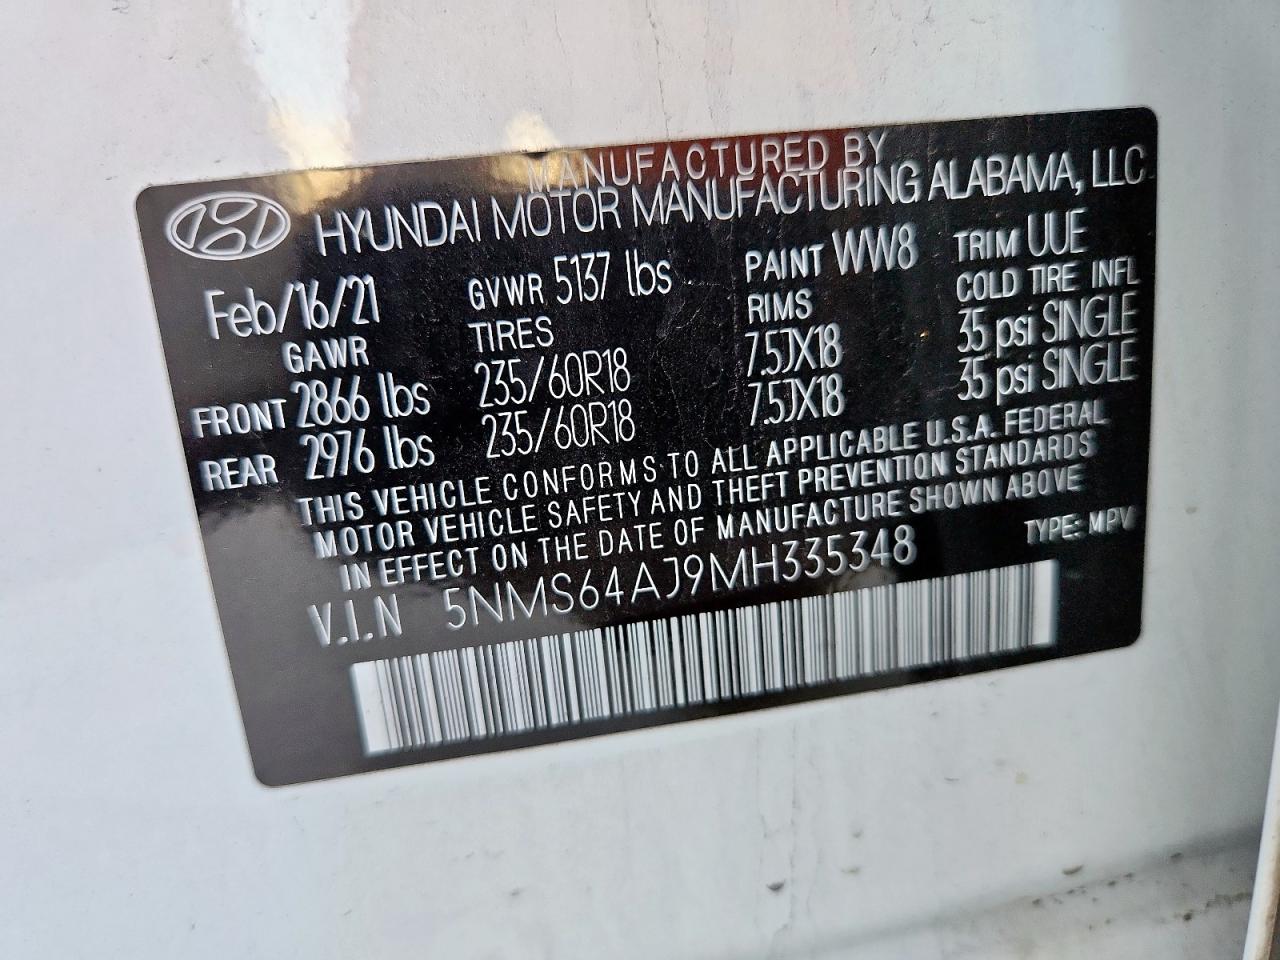 MANUFACTURED BY
HYUNDAI MOTOR MANUFACTURING ALABAMA, LLC
Feb/16/21 GVWR 5137 lbs PAINT WW8 TRIM UUE
GAWR TIRES RIMS COLD TIRE INFL
FRONT 2866 lbs 235/60R18 7.5JX18 35 psi SINGLE
REAR 2976 lbs 235/60R18 7.5JX18 35 psi SINGLE
THIS VEHICLE CONFORMS TO ALL APPLICABLE U.S.A. FEDERAL
MOTOR VEHICLE SAFETY AND THEFT PREVENTION STANDARDS
IN EFFECT ON THE DATE OF MANUFACTURE SHOWN ABOVE
V.I.N 5NMS64AJ9MH335348 TYPE: MPV